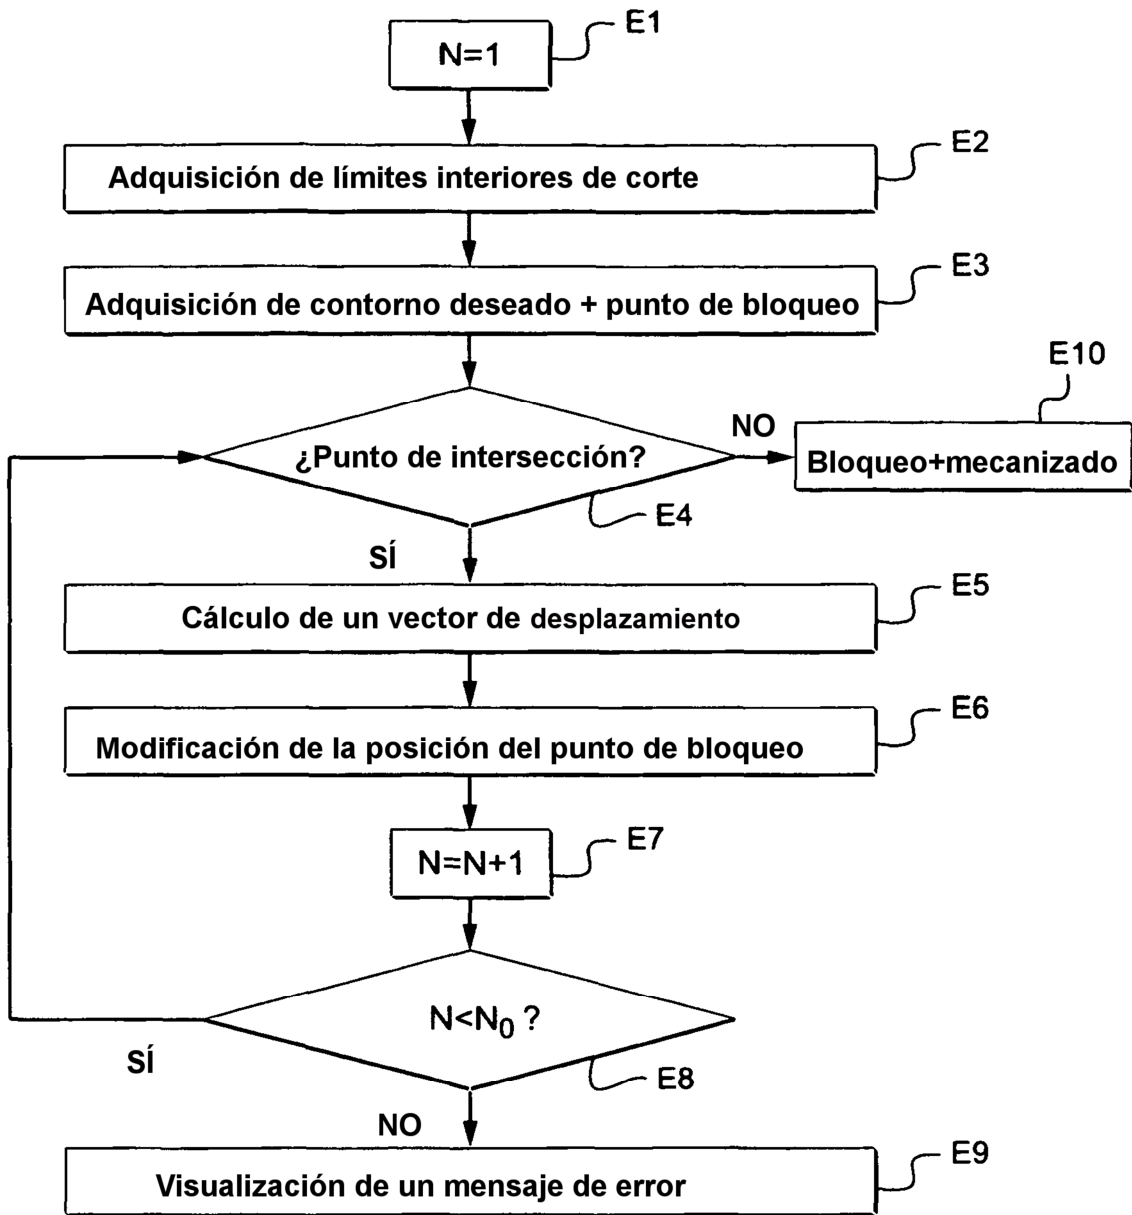 E1
N=1
E2
Adquisición de límites interiores de corte
E3
Adquisición de contorno deseado + punto de bloqueo
E10
NO
¿Punto de intersección?
Bloqueo+mecanizado
E4
SÍ
E5
Cálculo de un vector de desplazamiento
E6
Modificación de la posición del punto de bloqueo
E7
N=N+1
N<N₀ ?
SÍ
E8
NO
E9
Visualización de un mensaje de error